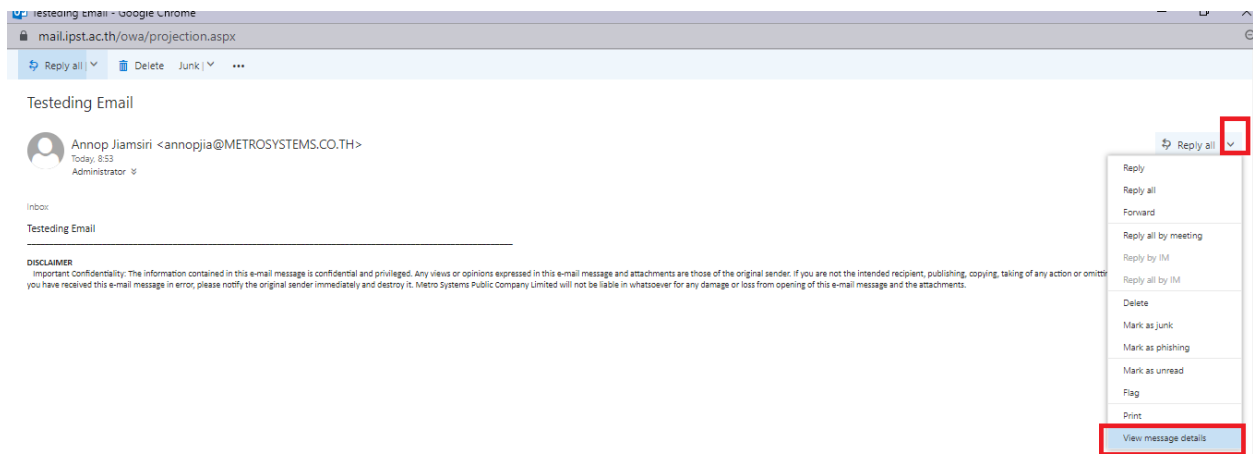 Testeding Email - Google Chrome
mail.ipst.ac.th/owa/projection.aspx
Reply all | Delete Junk | •••
Testeding Email
Annop Jiamsiri <annopjia@METROSYSTEMS.CO.TH>
Today, 8:53
Administrator
Reply all
Inbox
Testeding Email
DISCLAIMER
Important Confidentiality: The information contained in this e-mail message is confidential and privileged. Any views or opinions expressed in this e-mail message and attachments are those of the original sender. If you are not the intended recipient, publishing, copying, taking of any action or
you have received this e-mail message in error, please notify the original sender immediately and destroy it. Metro Systems Public Company Limited will not be liable in whatsoever for any damage or loss from opening of this e-mail message and the attachments.
Reply
Reply all
Forward
Reply all by meeting
Reply by IM
Reply all by IM
Delete
Mark as junk
Mark as phishing
Mark as unread
Flag
Print
View message details